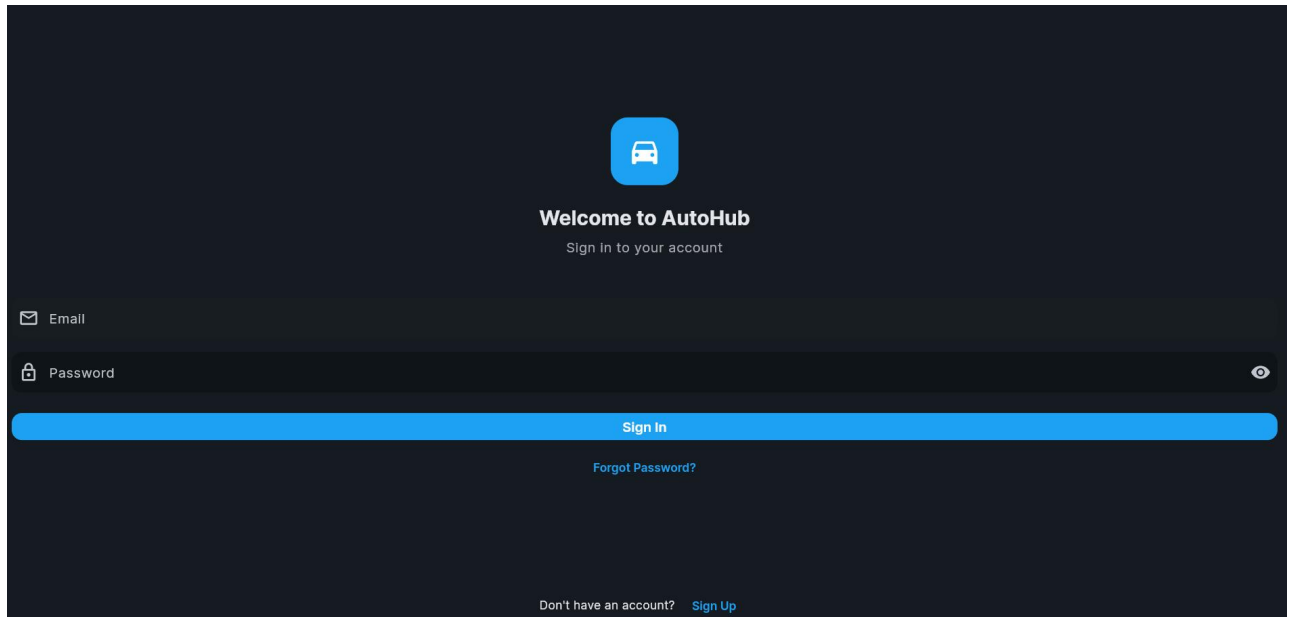 Welcome to AutoHub
Sign in to your account
Email
Password
Sign In
Forgot Password?
Don't have an account? Sign Up